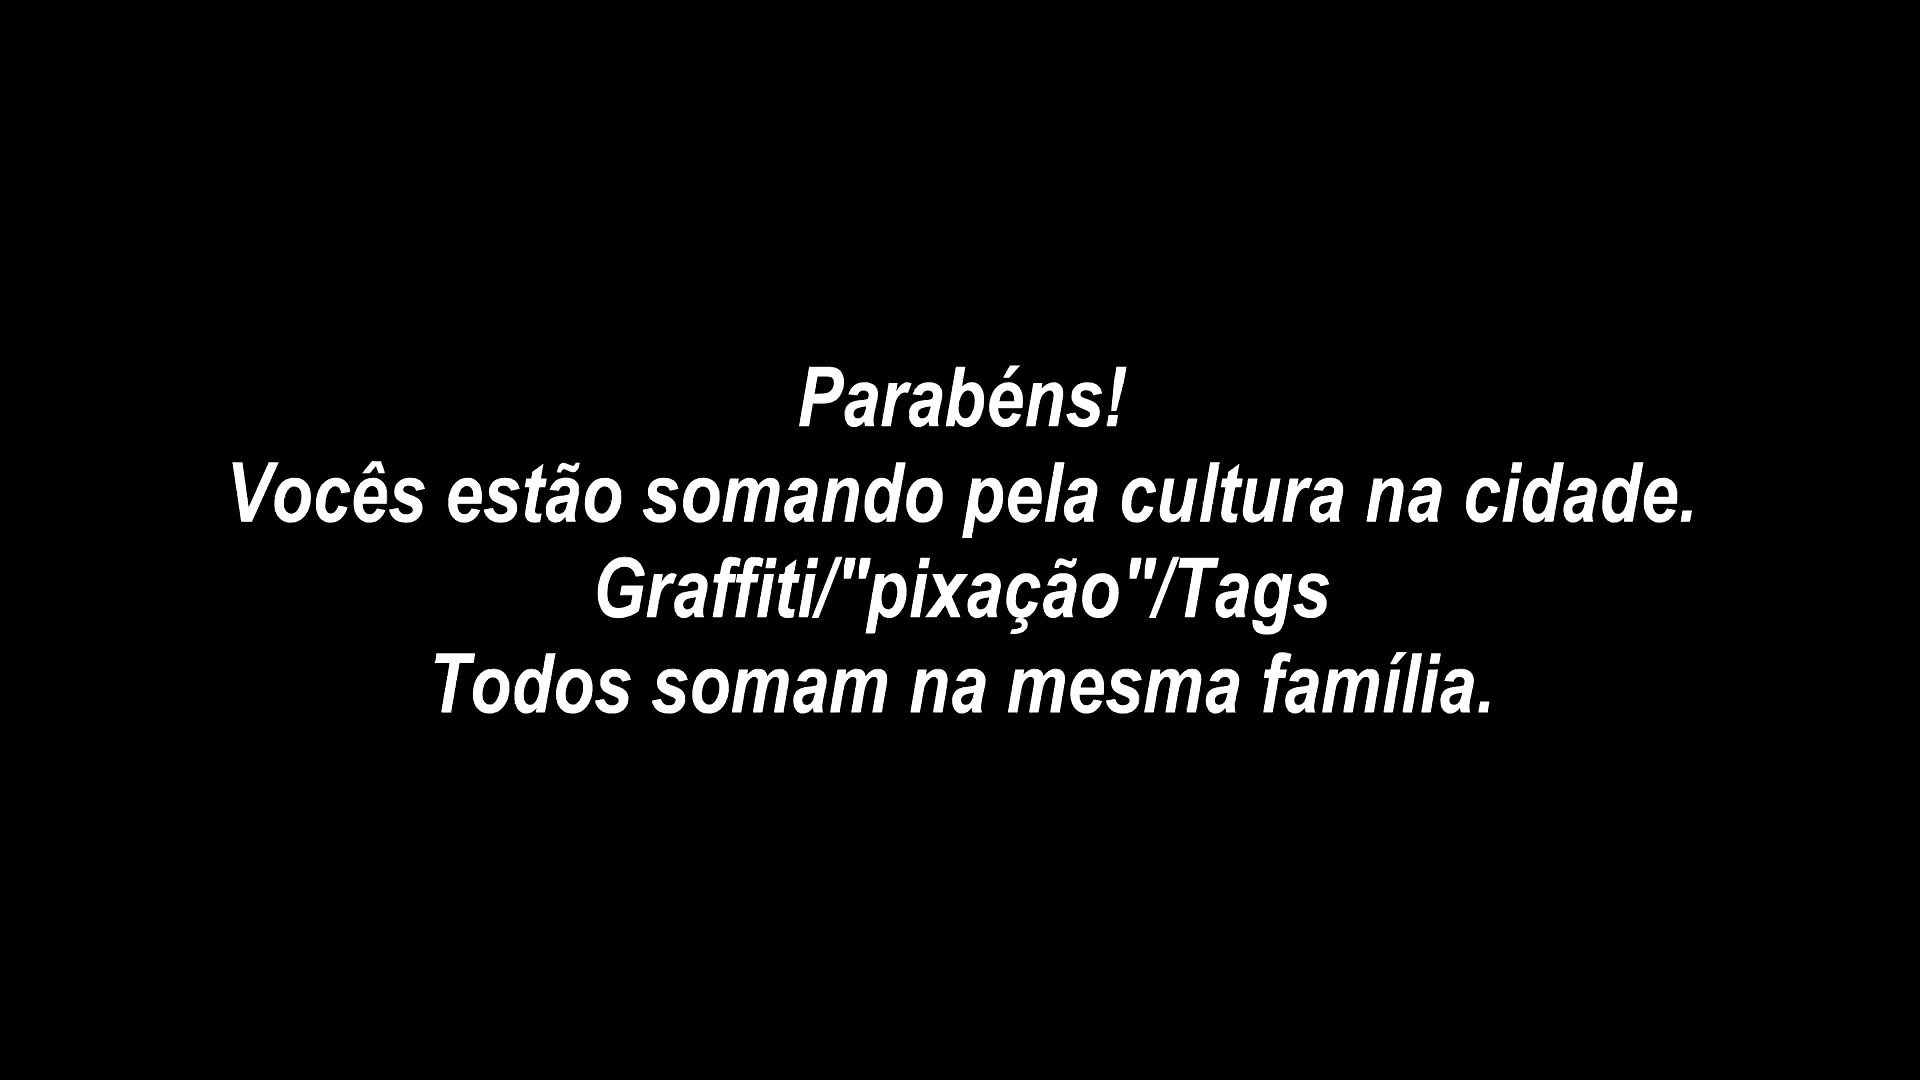 Parabéns!
Vocês estão somando pela cultura na cidade.
Graffiti/"pixação"/Tags
Todos somam na mesma família.